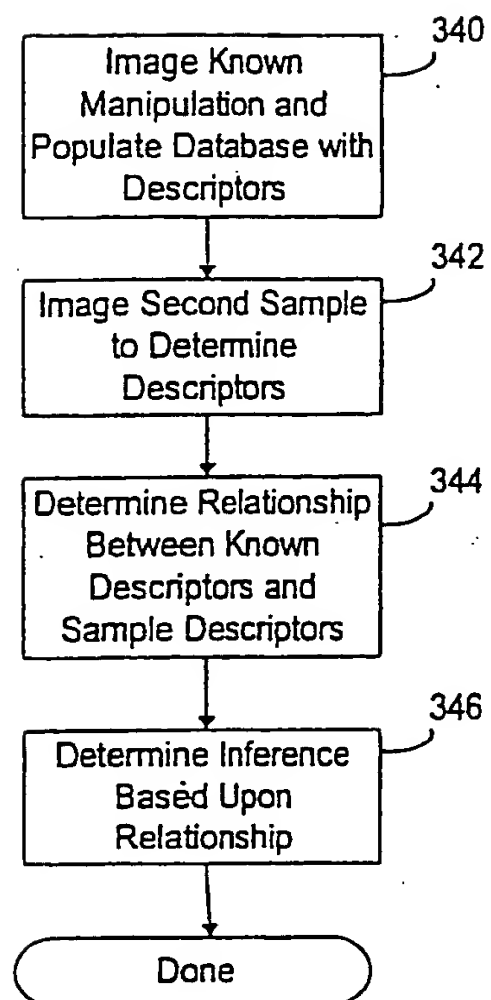 340
Image Known
Manipulation and
Populate Database with
Descriptors
342
Image Second Sample
to Determine
Descriptors
344
Determine Relationship
Between Known
Descriptors and
Sample Descriptors
346
Determine Inference
Based Upon
Relationship
Done